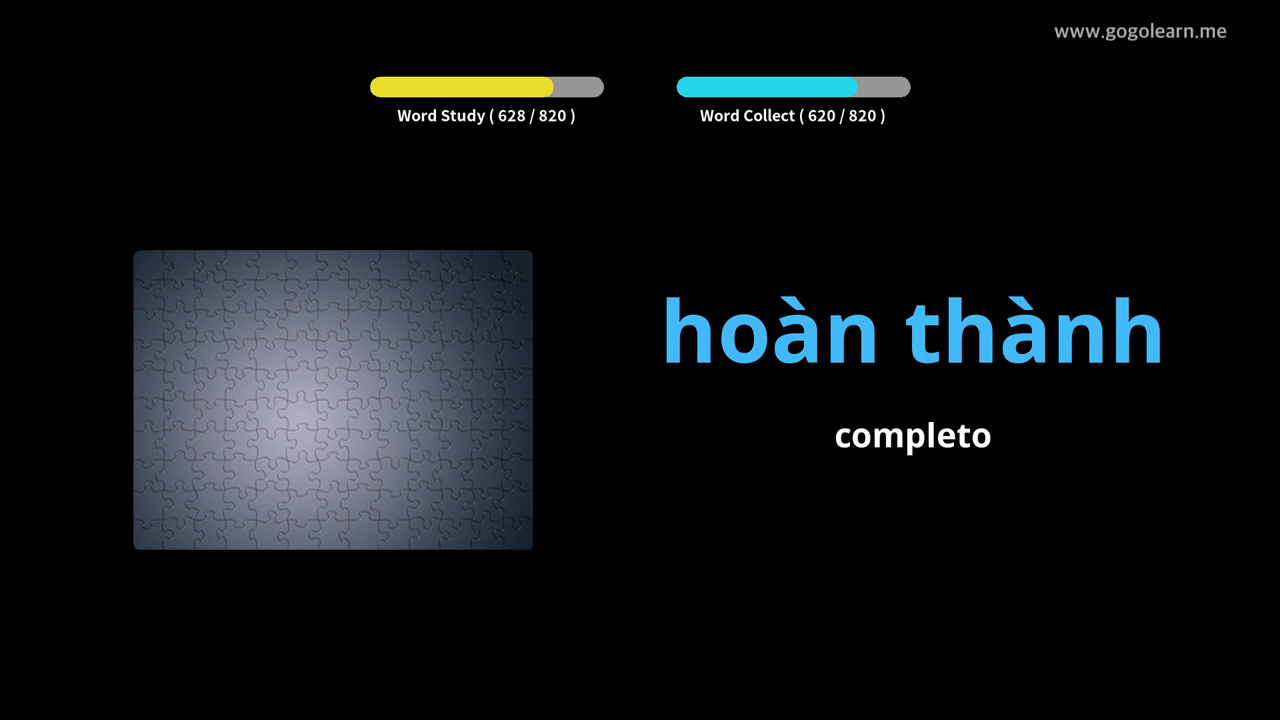 www.gogolearn.me
Word Study ( 628 / 820 )
Word Collect ( 620 / 820 )
hoàn thành
completo